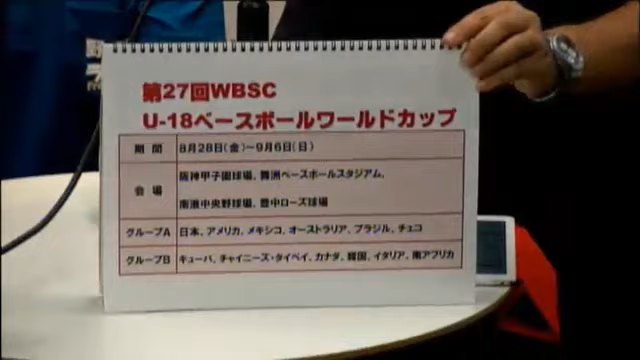 第27回WBSC
U-18ベースボールワールドカップ
期間 8月28日(金)~9月6日(日)
会場 阪神甲子園球場、舞洲ベースボールスタジアム、
南港中央野球場、豊中ローズ球場
グループA 日本、アメリカ、メキシコ、オーストラリア、ブラジル、チェコ
グループB キューバ、チャイニーズ・タイペイ、カナダ、韓国、イタリア、南アフリカ